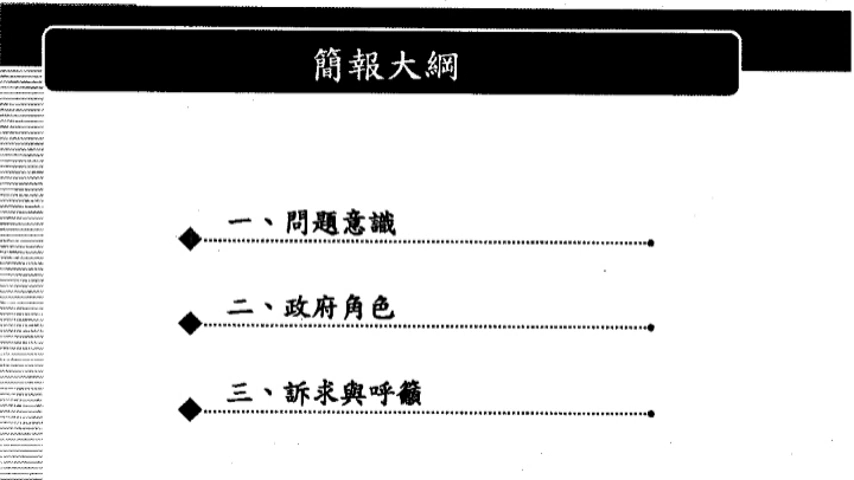 簡報大綱
一、問題意識
二、政府角色
三、訴求與呼籲